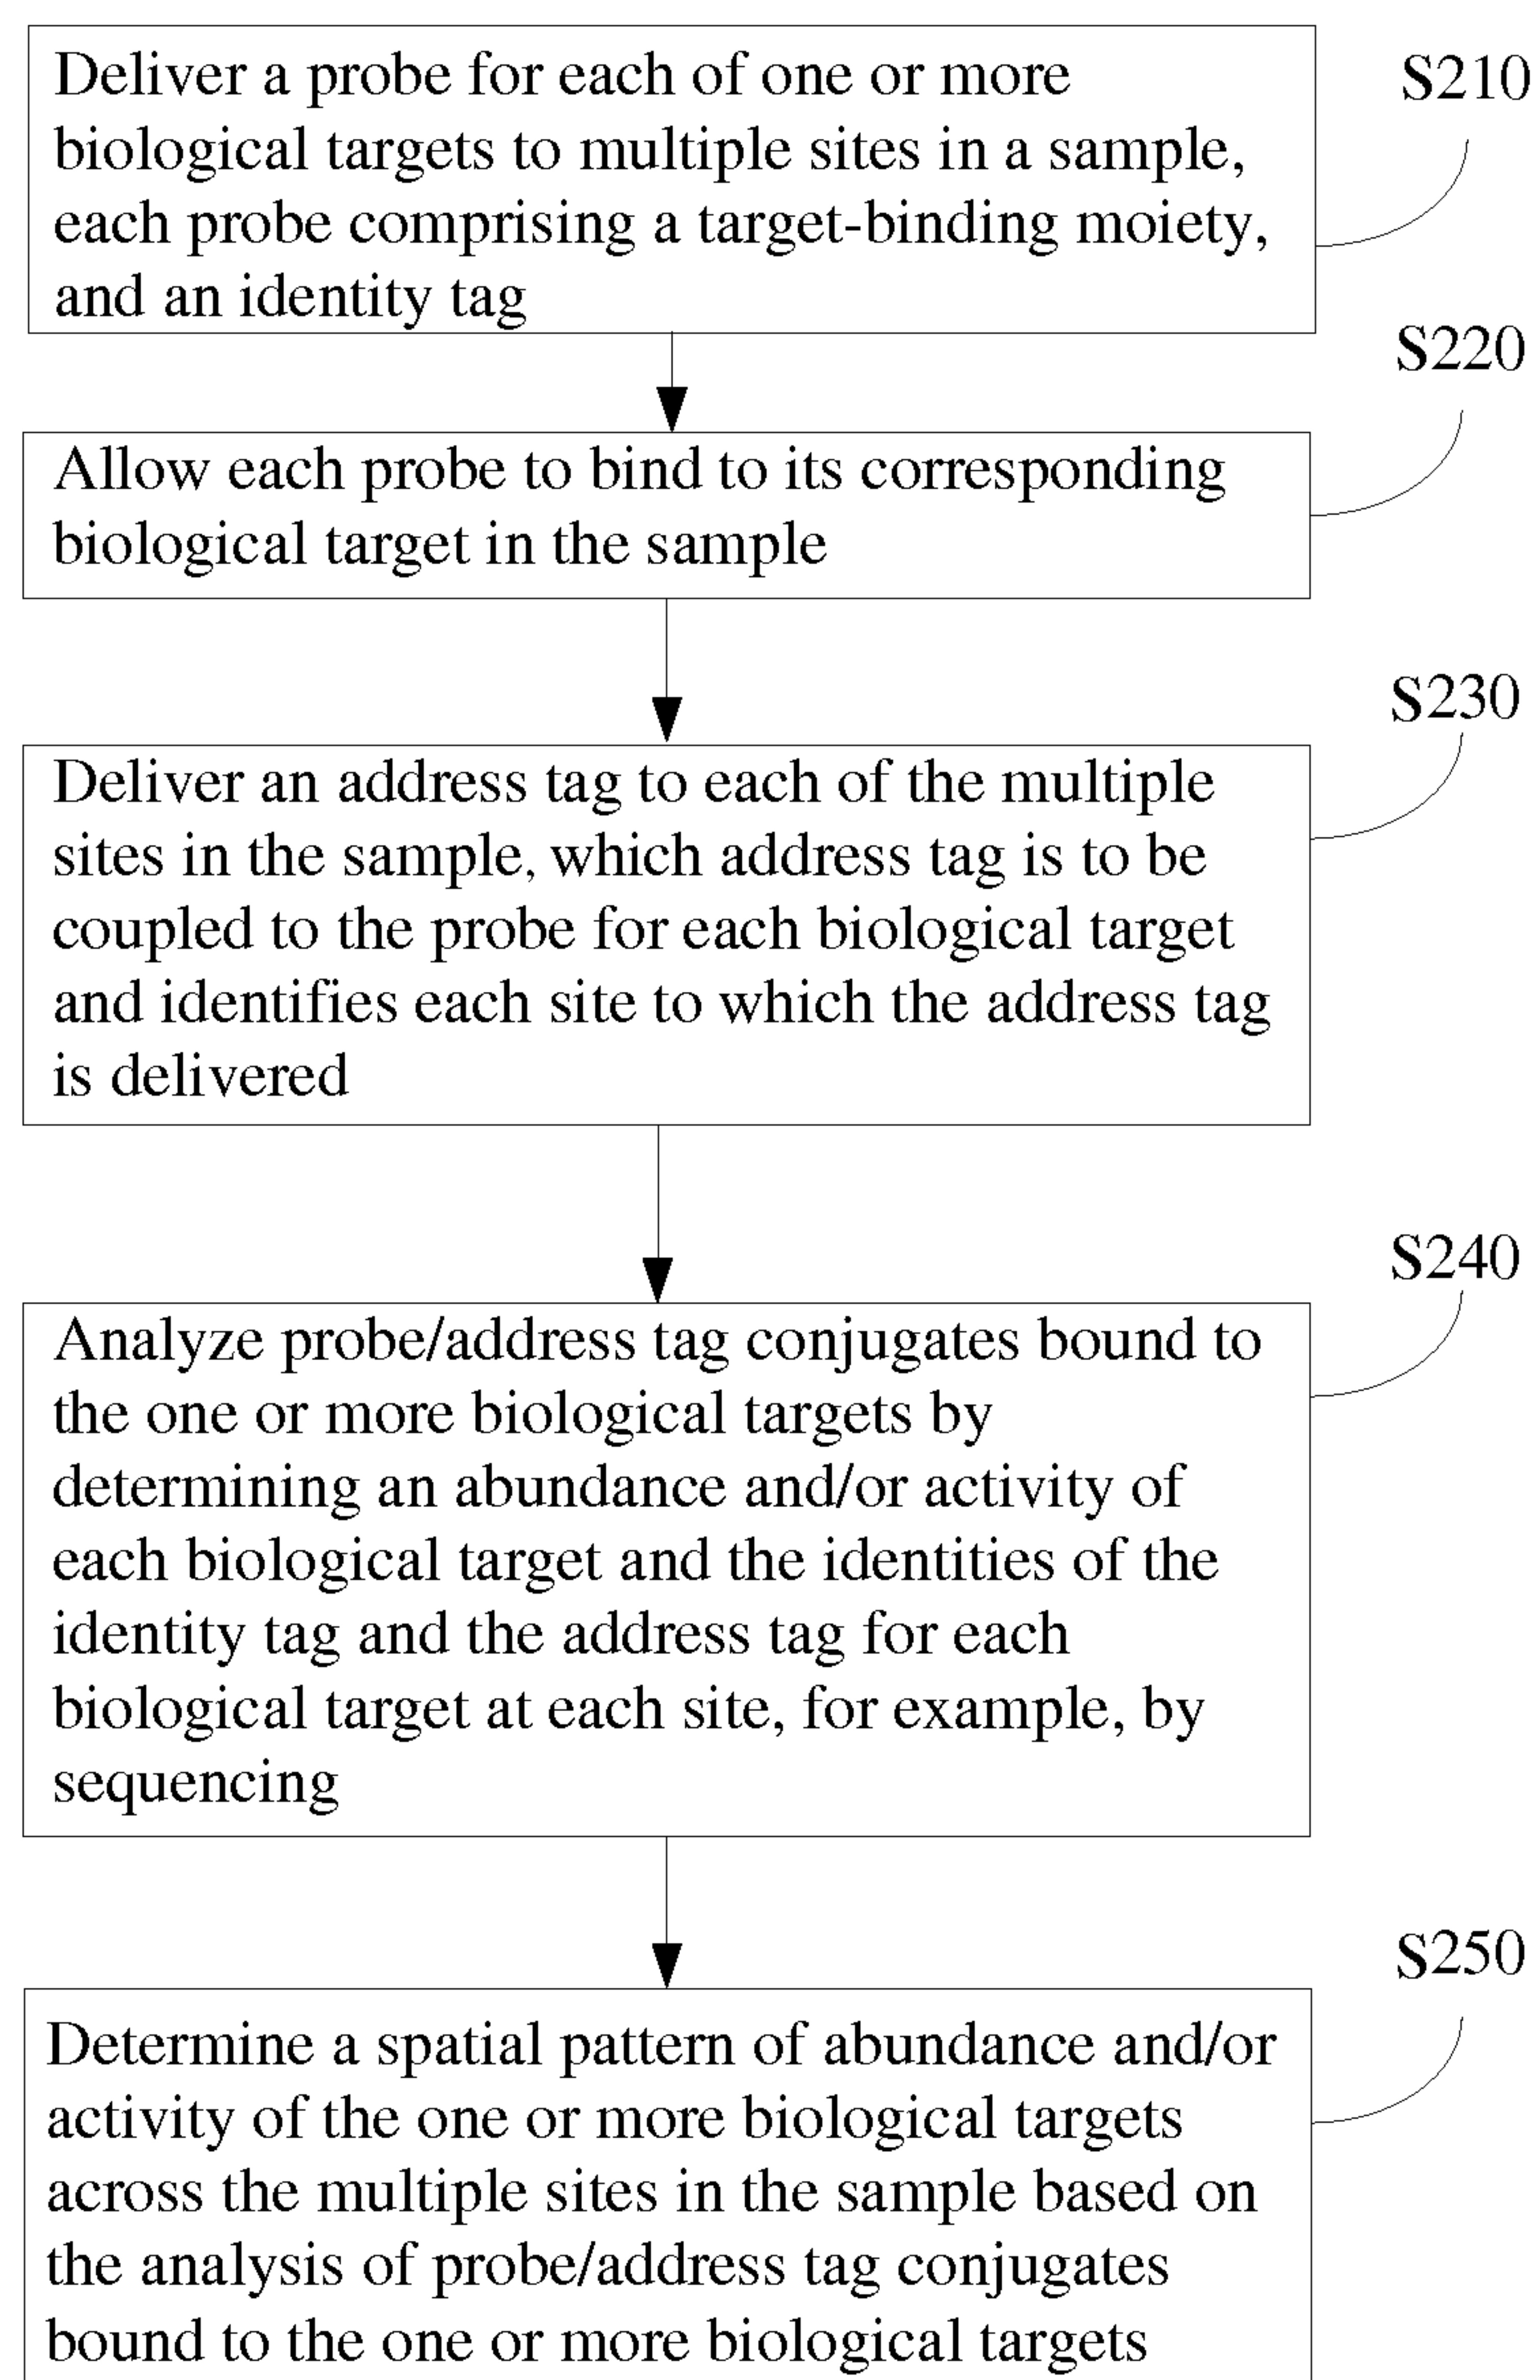 Deliver a probe for each of one or more
biological targets to multiple sites in a sample,
each probe comprising a target-binding moiety,
and an identity tag
S210
Allow each probe to bind to its corresponding
biological target in the sample
S220
Deliver an address tag to each of the multiple
sites in the sample, which address tag is to be
coupled to the probe for each biological target
and identifies each site to which the address tag
is delivered
S230
Analyze probe/address tag conjugates bound to
the one or more biological targets by
determining an abundance and/or activity of
each biological target and the identities of the
identity tag and the address tag for each
biological target at each site, for example, by
sequencing
S240
Determine a spatial pattern of abundance and/or
activity of the one or more biological targets
across the multiple sites in the sample based on
the analysis of probe/address tag conjugates
bound to the one or more biological targets
S250